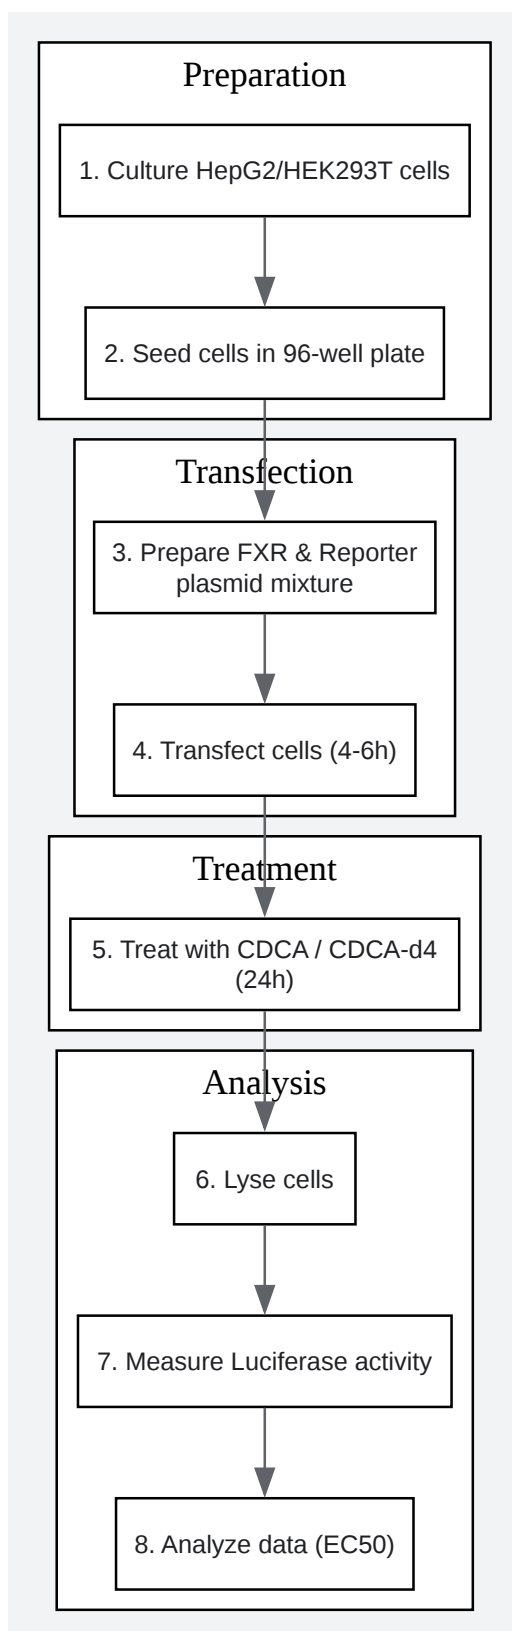 Preparation
1. Culture HepG2/HEK293T cells
2. Seed cells in 96-well plate
Transfection
3. Prepare FXR & Reporter
plasmid mixture
4. Transfect cells (4-6h)
Treatment
5. Treat with CDCA / CDCA-d4
(24h)
Analysis
6. Lyse cells
7. Measure Luciferase activity
8. Analyze data (EC50)